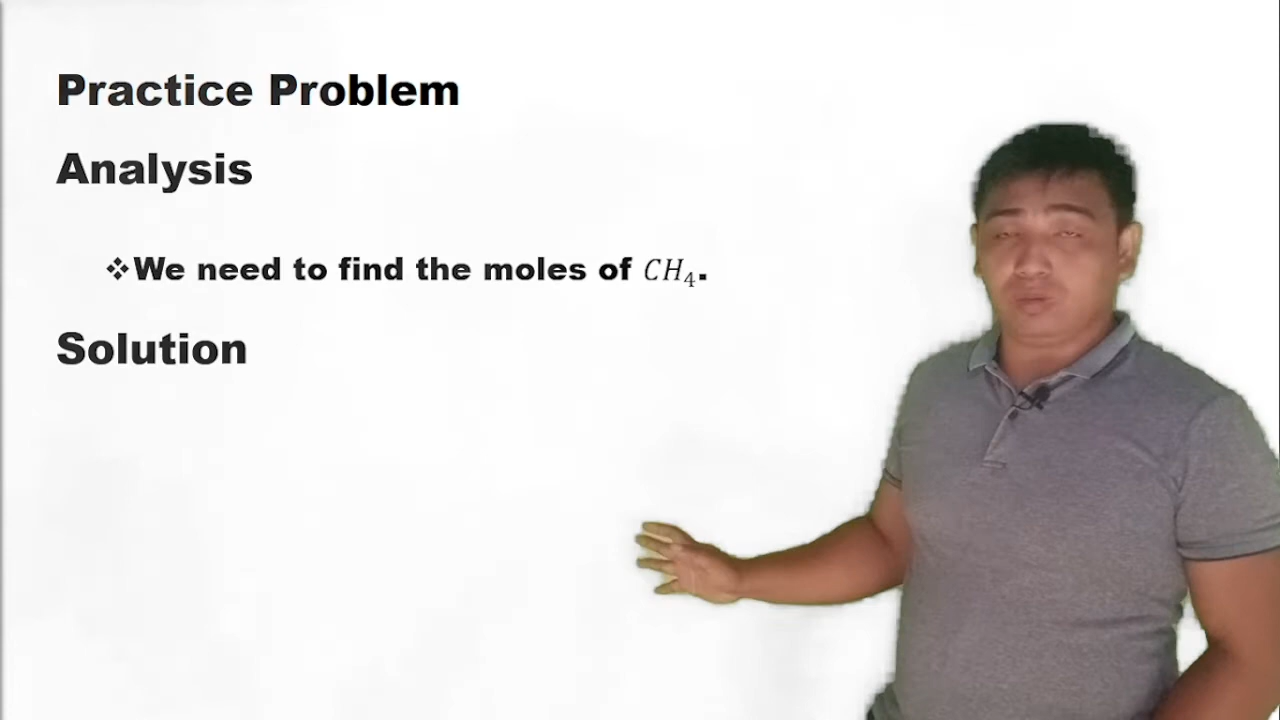 Practice Problem
Analysis
❖We need to find the moles of CH₄.
Solution